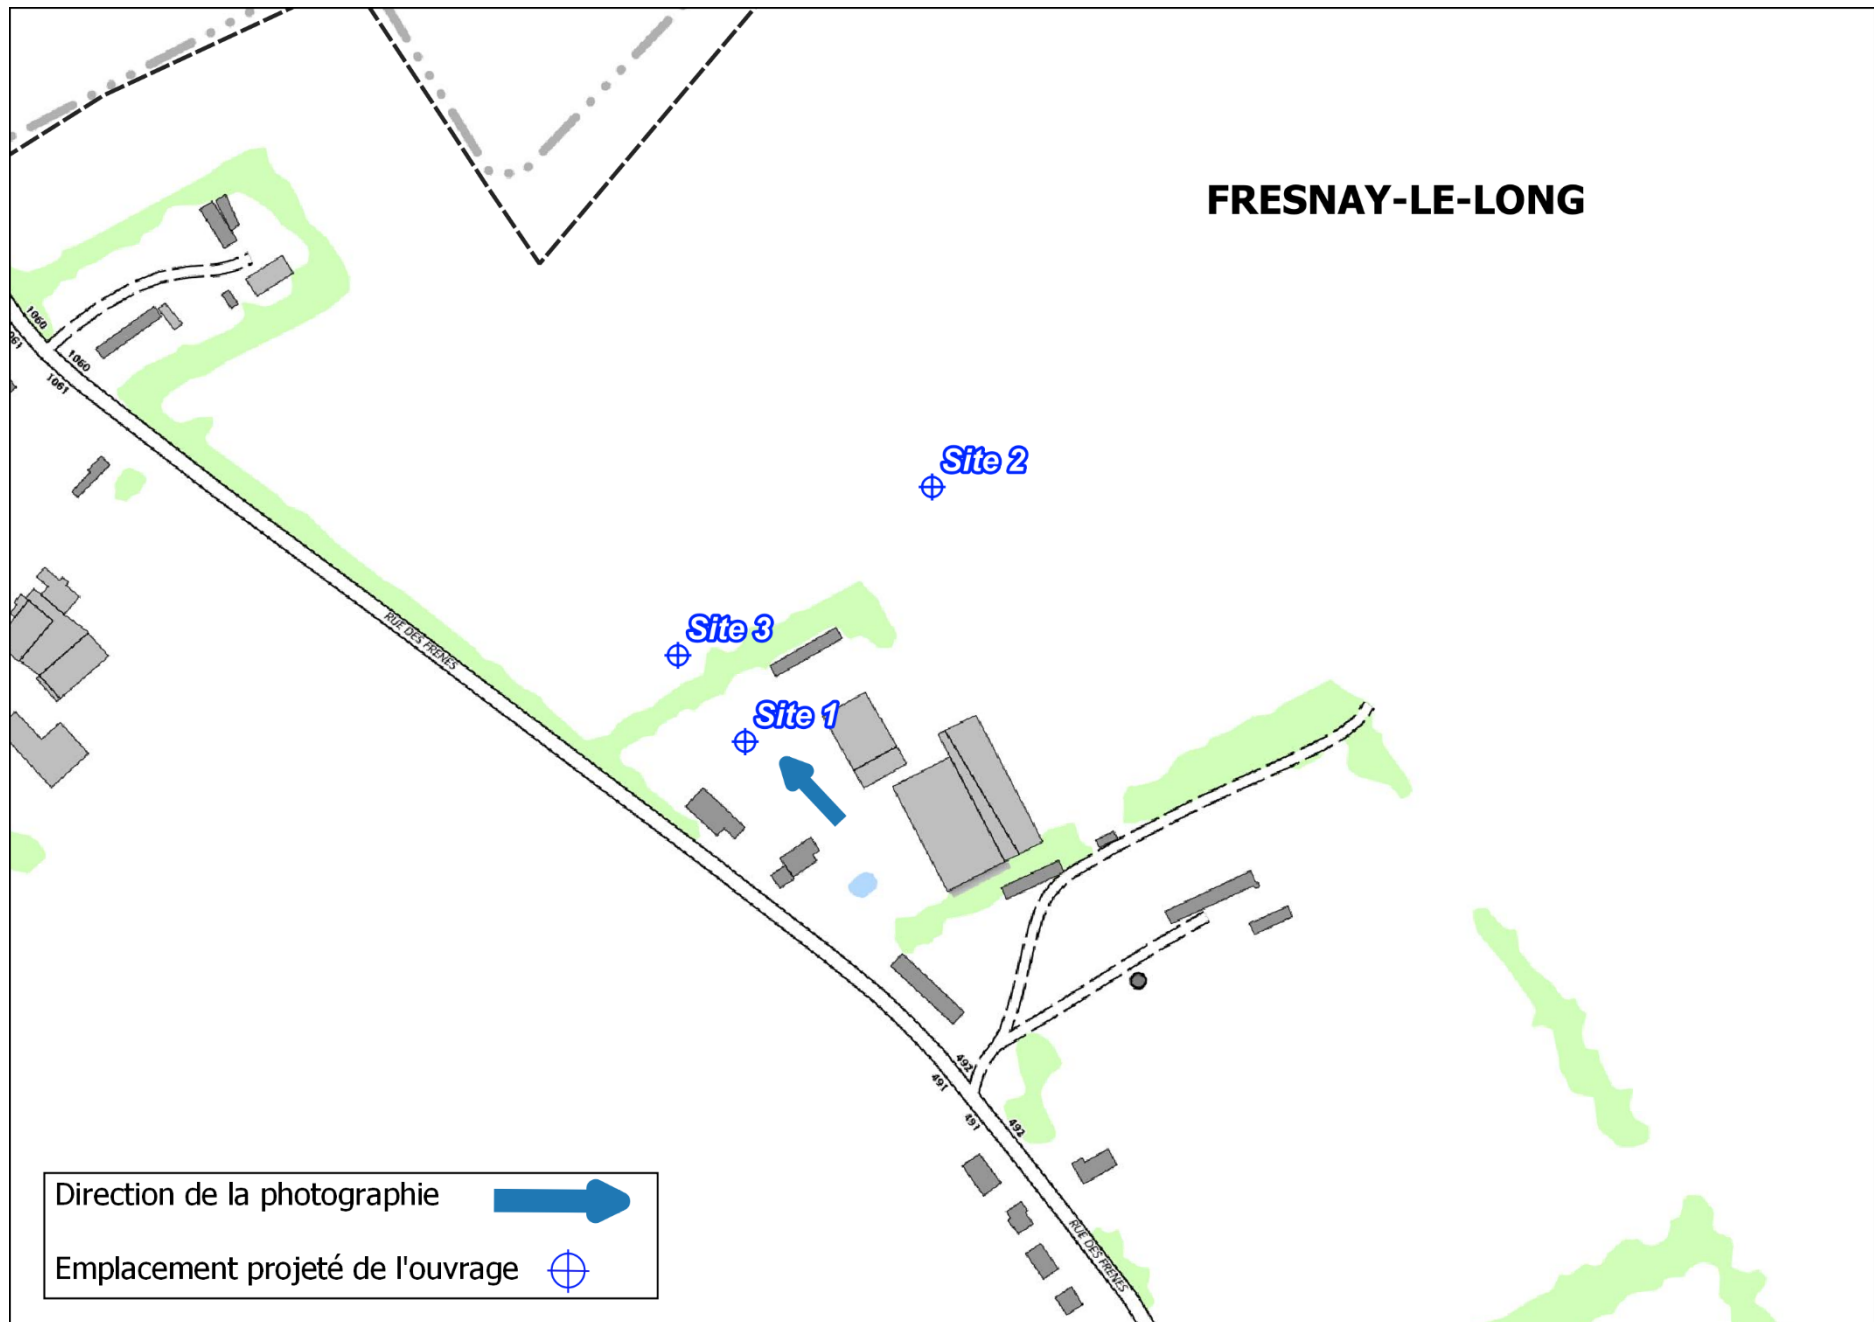 FRESNAY-LE-LONG
1060
1060
1061
Site 2
RUE DES FRENES
Site 3
Site 1
492
491
491
492
RUE DES FRENES
Direction de la photographie
Emplacement projeté de l'ouvrage